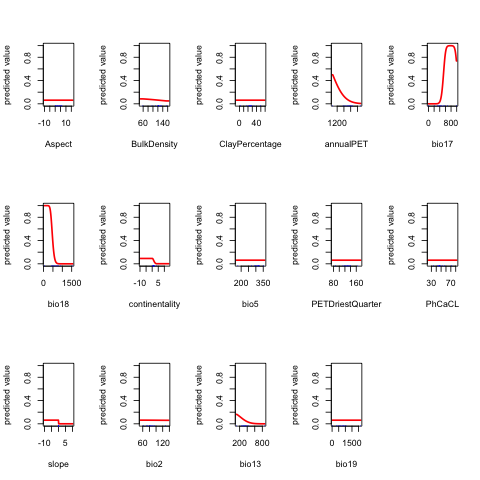 predicted value predicted value predicted value predicted value predicted value
0.0 0.4 0.8 0.0 0.4 0.8 0.0 0.4 0.8 0.0 0.4 0.8 0.0 0.4 0.8
-10 10 60 140 0 40 1200 0 800
Aspect BulkDensity ClayPercentage annualPET bio17
predicted value predicted value predicted value predicted value predicted value
0.0 0.4 0.8 0.0 0.4 0.8 0.0 0.4 0.8 0.0 0.4 0.8 0.0 0.4 0.8
0 1500 -10 5 200 350 80 160 30 70
bio18 continentality bio5 PETDriestQuarter PhCaCL
predicted value predicted value predicted value predicted value
0.0 0.4 0.8 0.0 0.4 0.8 0.0 0.4 0.8 0.0 0.4 0.8
-10 5 60 120 200 800 0 1500
slope bio2 bio13 bio19